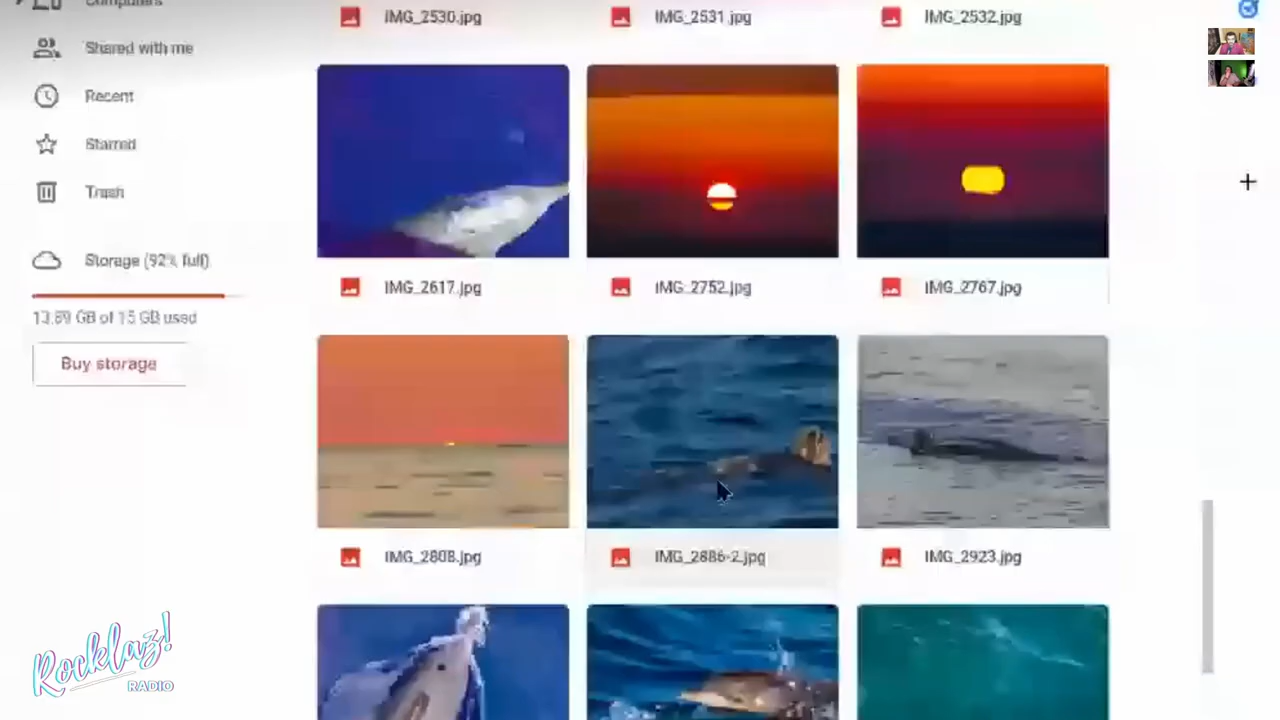 Computers
IMG_2530.jpg
IMG_2531.jpg
IMG_2532.jpg
Shared with me
Recent
Starred
Trash
Storage (92% full)
13.89 GB of 15 GB used
Buy storage
IMG_2617.jpg
IMG_2752.jpg
IMG_2767.jpg
IMG_2808.jpg
IMG_2886-2.jpg
IMG_2923.jpg
Rocklaz!
RADIO